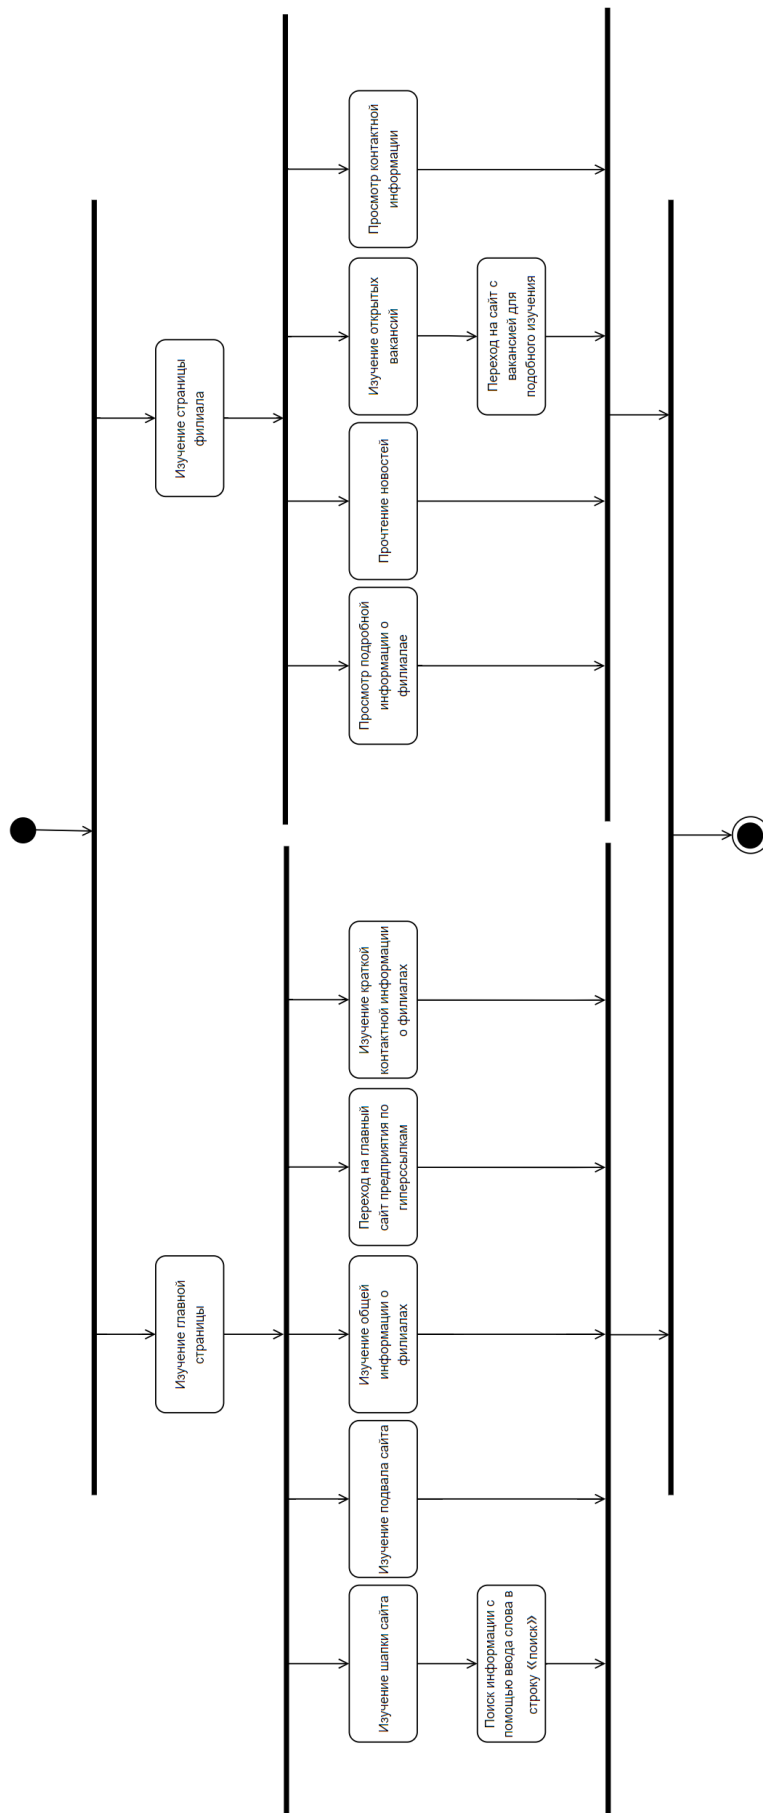 Изучение главной
страницы
Изучение страницы
филиала
Изучение шапки сайта
Изучение подвала сайта
Изучение общей
информации о
филиалах
Переход на главный
сайт предприятия по
гиперссылкам
Изучение краткой
контактной информации
о филиалах
Просмотр подробной
информации о
филиалае
Прочтение новостей
Изучение открытых
вакансий
Просмотр контактной
информации
Поиск информации с
помощью ввода слова в
строку «поиск»
Переход на сайт с
вакансией для
подобного изучения